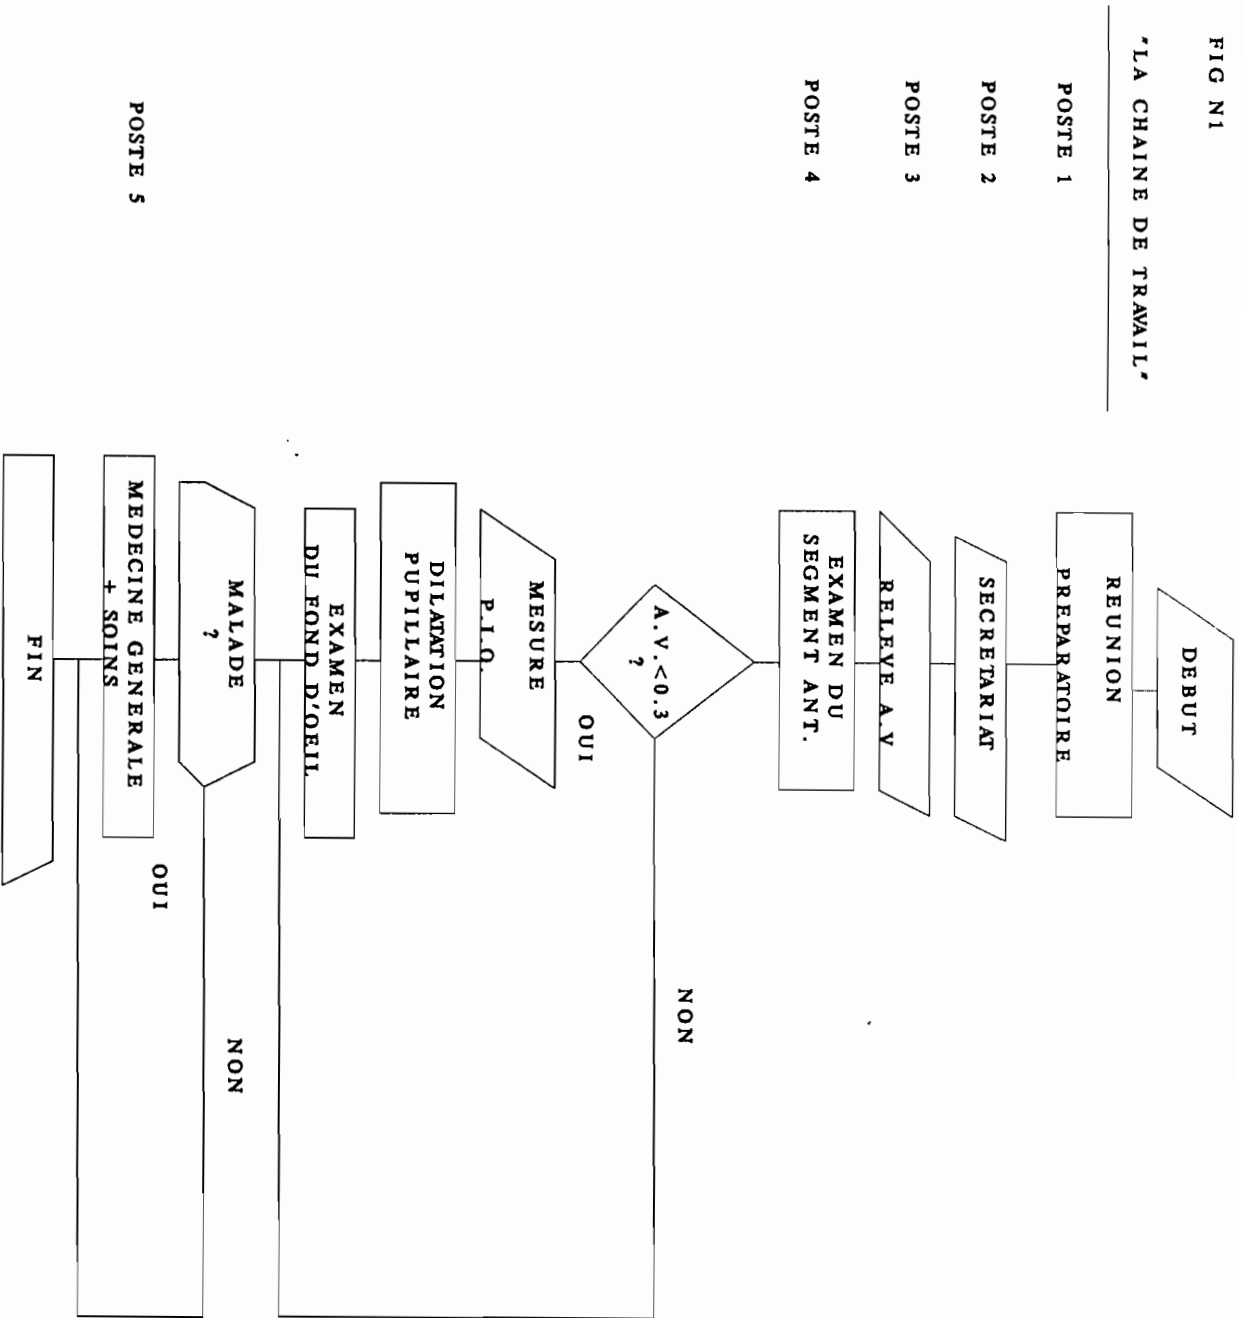 FIG N1
"LA CHAINE DE TRAVAIL"
DEBUT
POSTE 1
REUNION
PREPARATOIRE
POSTE 2
SECRETARIAT
POSTE 3
RELEVE A.V
POSTE 4
EXAMEN DU
SEGMENT ANT.
A.V.<0.3
?
NON
OUI
MESURE
P.I.O.
DILATATION
PUPILLAIRE
EXAMEN
DU FOND D'OEIL
MALADE
?
NON
OUI
POSTE 5
MEDECINE GENERALE
+ SOINS
FIN